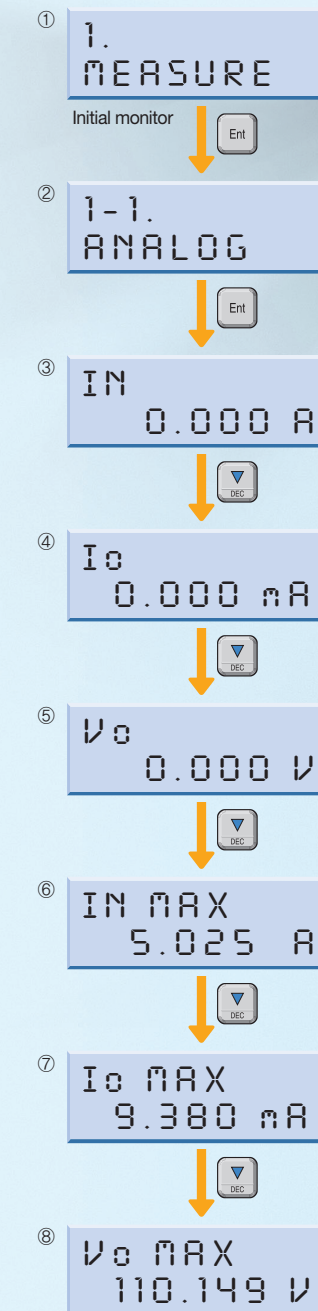 ①
1.
MEASURE
Initial monitor
Ent
②
1-1.
ANALOG
Ent
③
IN
0.000 A
▼
DEC
④
Io
0.000 mA
▼
DEC
⑤
Vo
0.000 V
▼
DEC
⑥
IN MAX
5.025 A
▼
DEC
⑦
Io MAX
9.380 mA
▼
DEC
⑧
Vo MAX
110.149 V